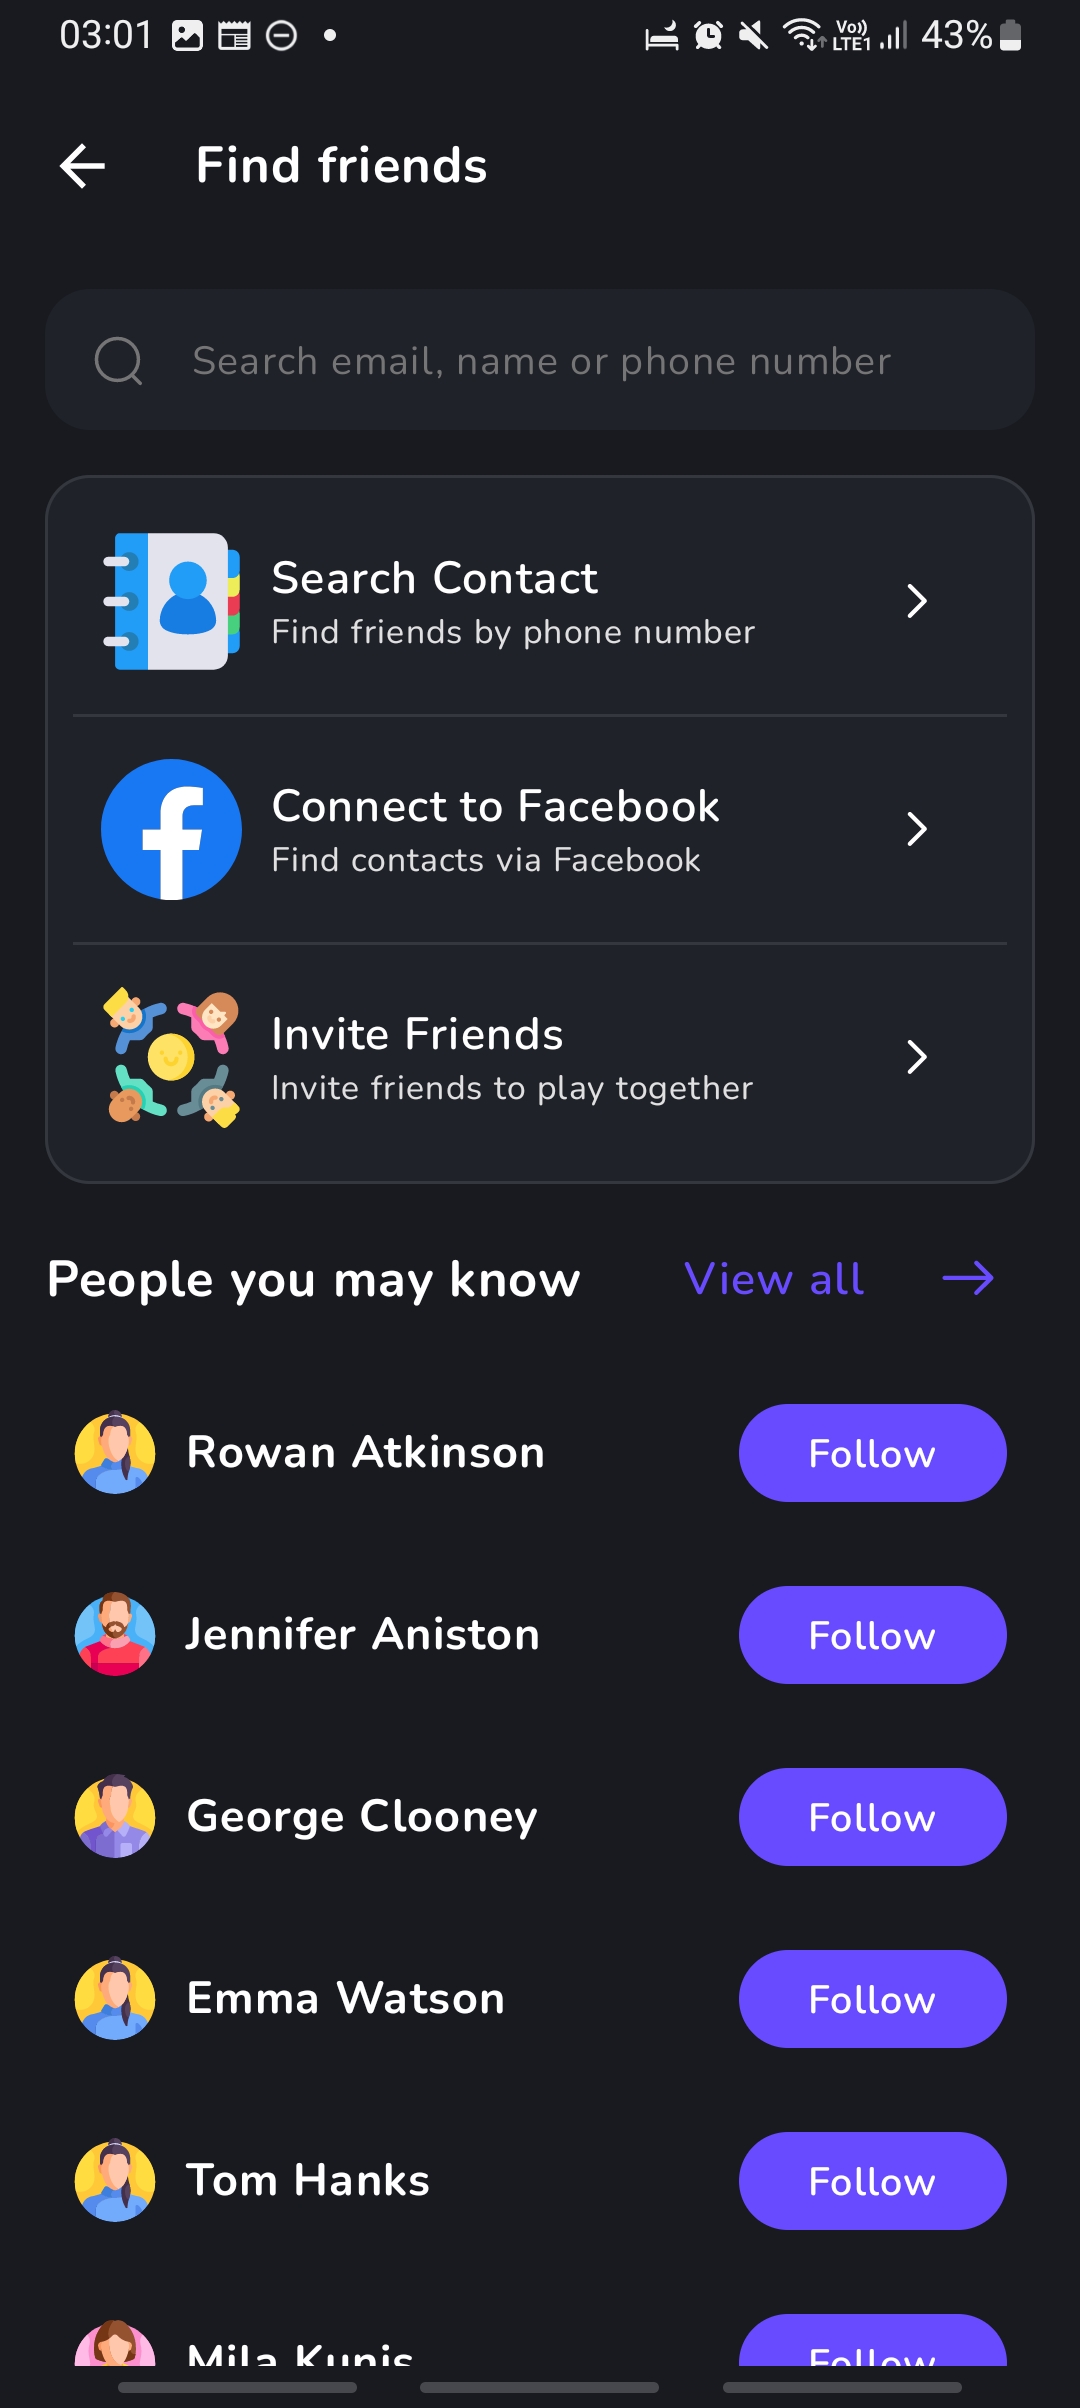 03:01
Vo))
LTE1
43%
Find friends
Search email, name or phone number
Search Contact
Find friends by phone number
Connect to Facebook
Find contacts via Facebook
Invite Friends
Invite friends to play together
People you may know
View all
Rowan Atkinson
Follow
Jennifer Aniston
Follow
George Clooney
Follow
Emma Watson
Follow
Tom Hanks
Follow
Mila Kunis
Follow